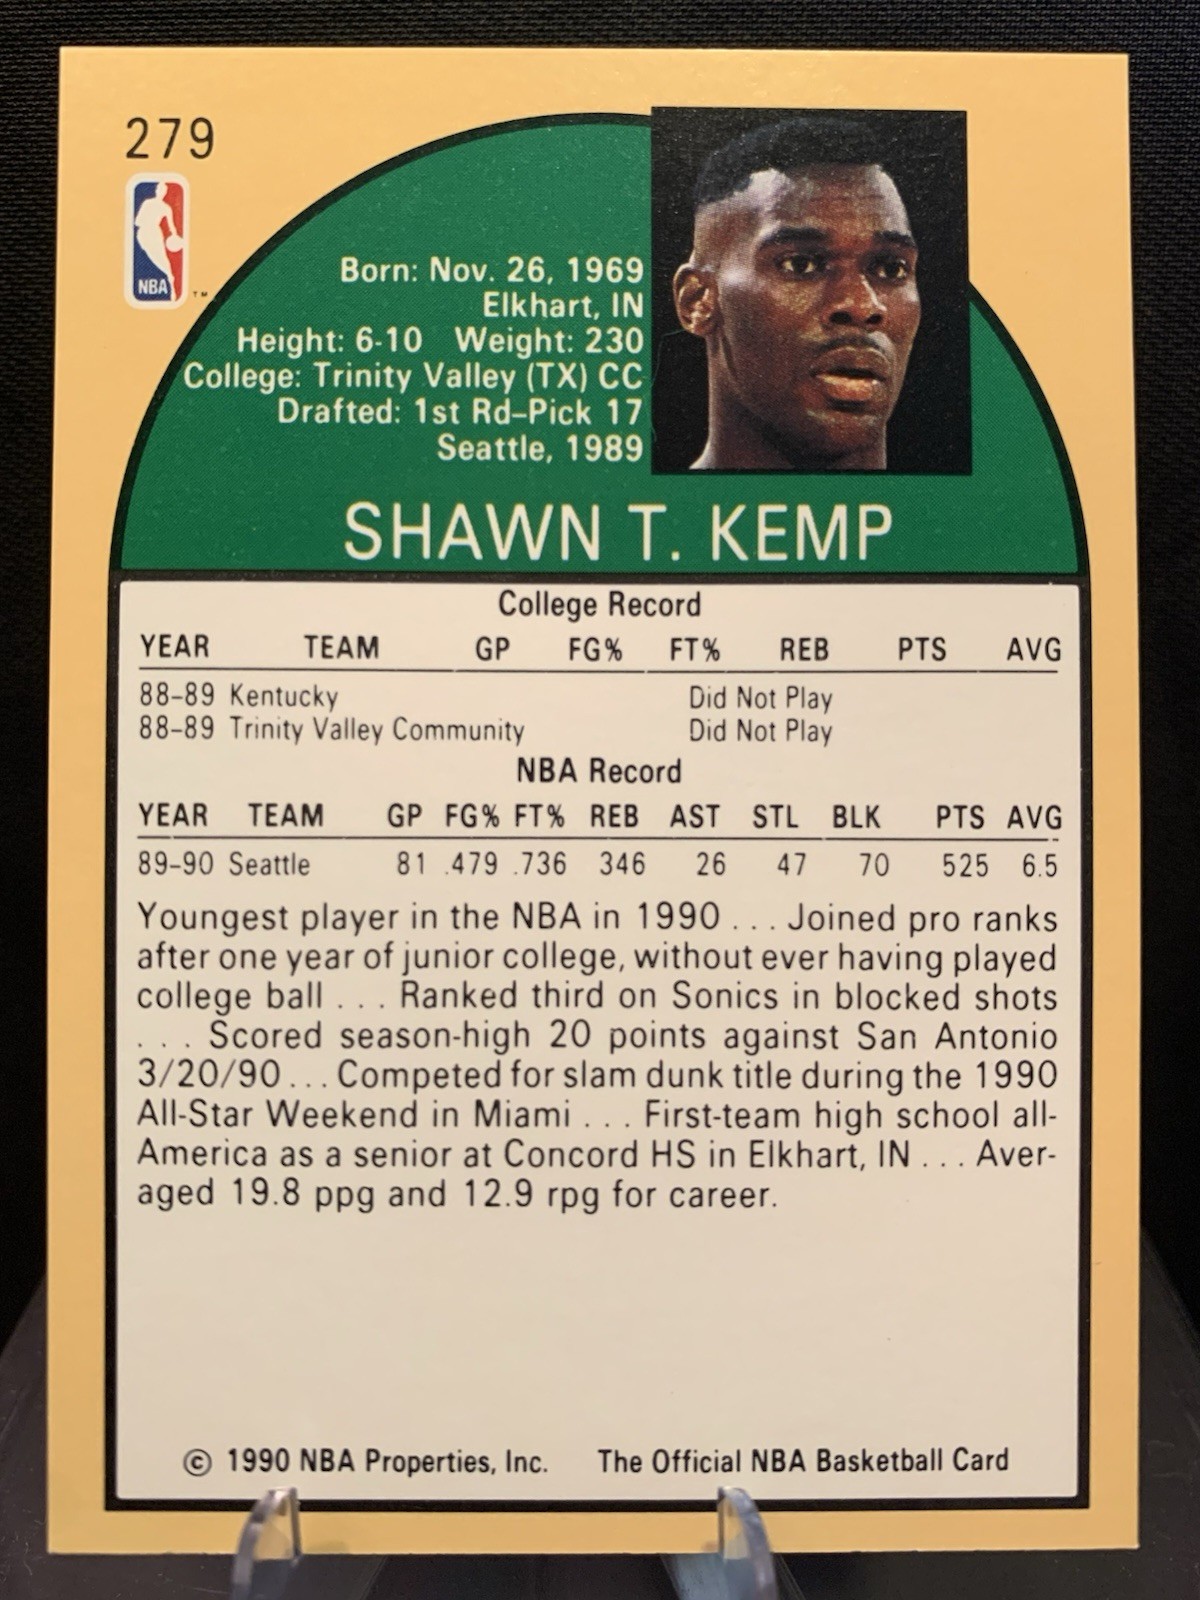 279
NBA
TM
Born: Nov. 26, 1969
Elkhart, IN
Height: 6-10 Weight: 230
College: Trinity Valley (TX) CC
Drafted: 1st Rd–Pick 17
Seattle, 1989
SHAWN T. KEMP
College Record
YEAR TEAM GP FG% FT% REB PTS AVG
88–89 Kentucky Did Not Play
88–89 Trinity Valley Community Did Not Play
NBA Record
YEAR TEAM GP FG% FT% REB AST STL BLK PTS AVG
89–90 Seattle 81 .479 .736 346 26 47 70 525 6.5
Youngest player in the NBA in 1990 . . . Joined pro ranks
after one year of junior college, without ever having played
college ball . . . Ranked third on Sonics in blocked shots
. . . Scored season-high 20 points against San Antonio
3/20/90 . . . Competed for slam dunk title during the 1990
All-Star Weekend in Miami . . . First-team high school all-
America as a senior at Concord HS in Elkhart, IN . . . Aver-
aged 19.8 ppg and 12.9 rpg for career.
© 1990 NBA Properties, Inc. The Official NBA Basketball Card